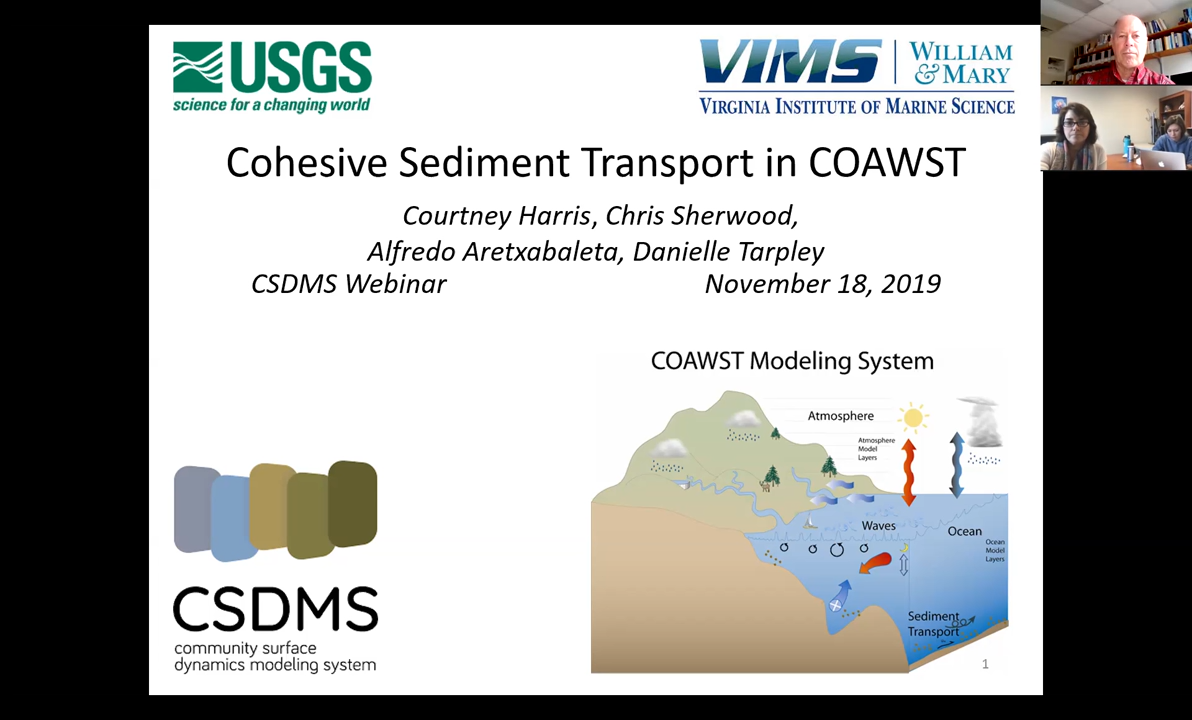 USGS
science for a changing world
VIMS
WILLIAM
& MARY
VIRGINIA INSTITUTE OF MARINE SCIENCE
Cohesive Sediment Transport in COAWST
Courtney Harris, Chris Sherwood,
Alfredo Aretxabaleta, Danielle Tarpley
CSDMS Webinar November 18, 2019
COAWST Modeling System
Atmosphere
Atmosphere
Model
Layers
Waves
Ocean
Ocean
Model
Layers
Sediment
Transport
CSDMS
community surface
dynamics modeling system
1